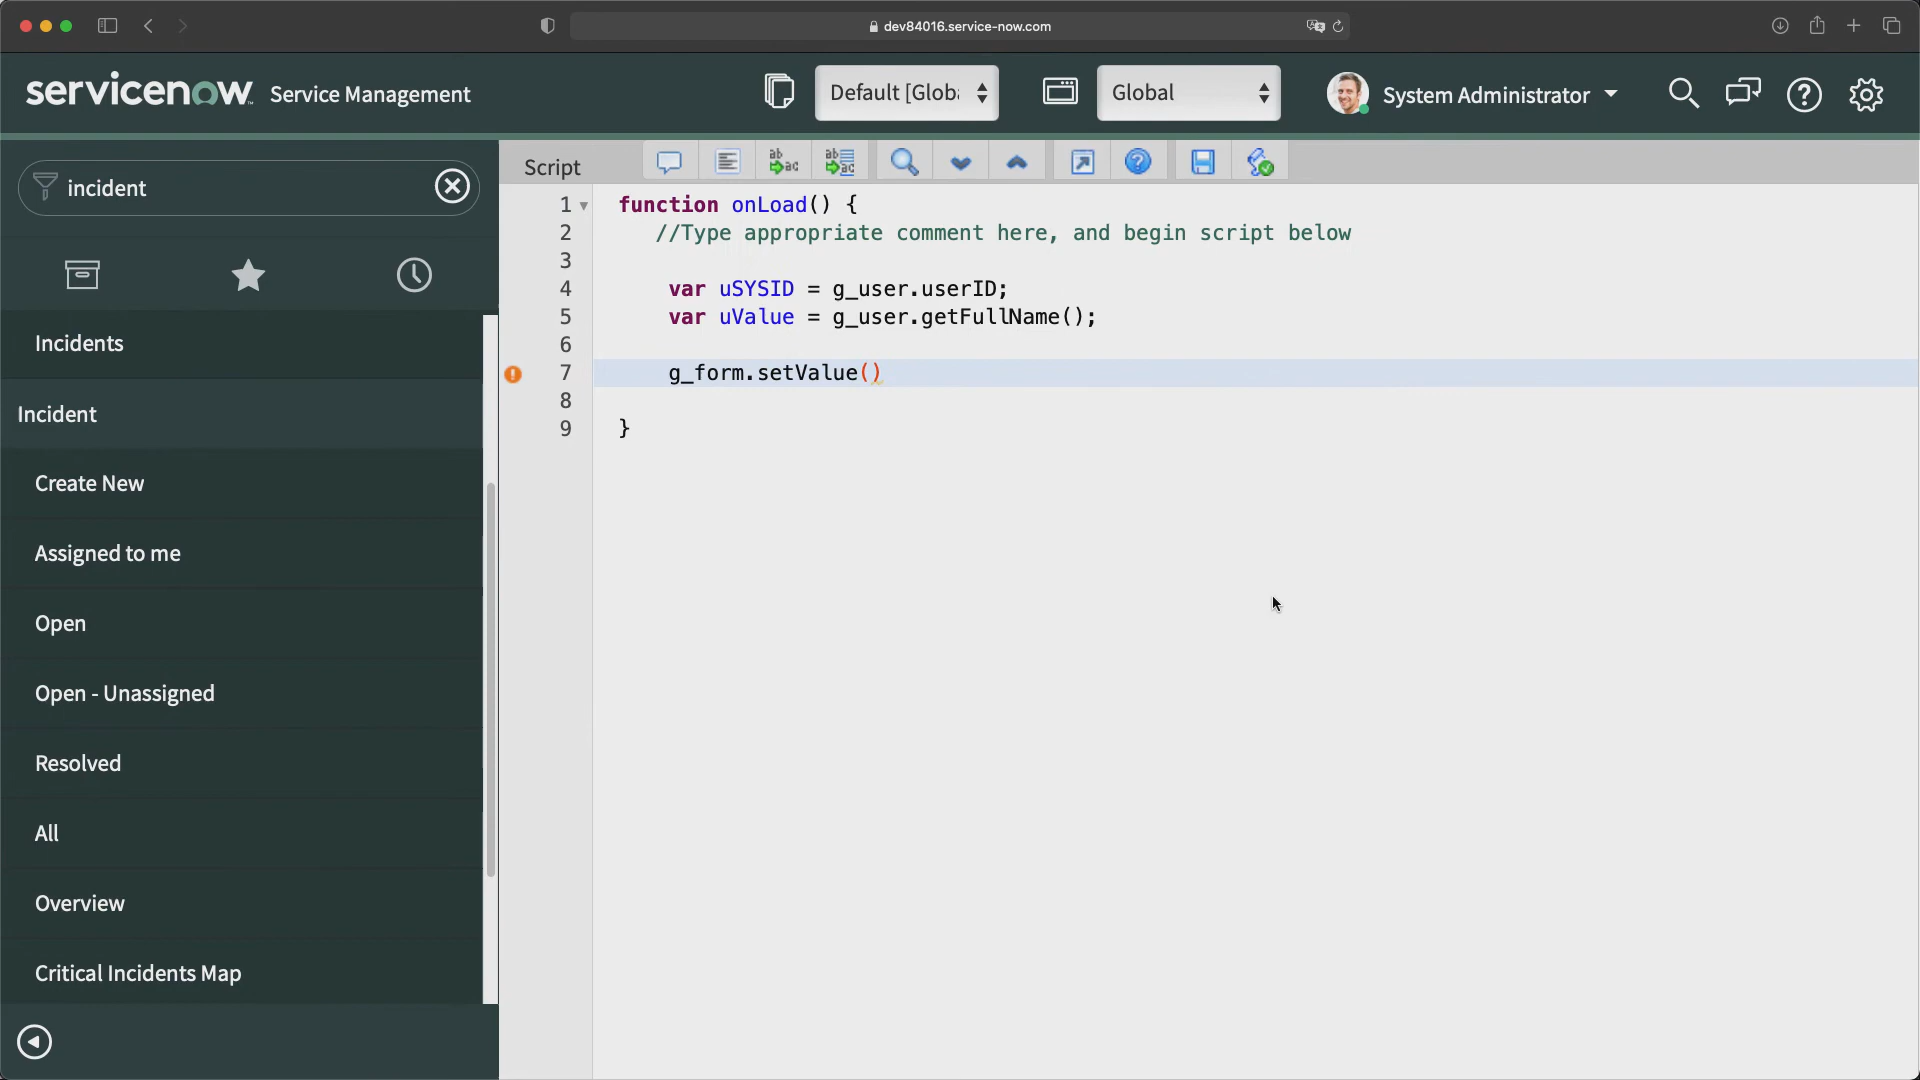 dev84016.service-now.com
servicenow Service Management
Default [Globa
Global
System Administrator
incident
Incidents
Incident
Create New
Assigned to me
Open
Open - Unassigned
Resolved
All
Overview
Critical Incidents Map
Script
1 function onLoad() {
2 //Type appropriate comment here, and begin script below
3
4 var uSYSID = g_user.userID;
5 var uValue = g_user.getFullName();
6
7 g_form.setValue()
8
9 }